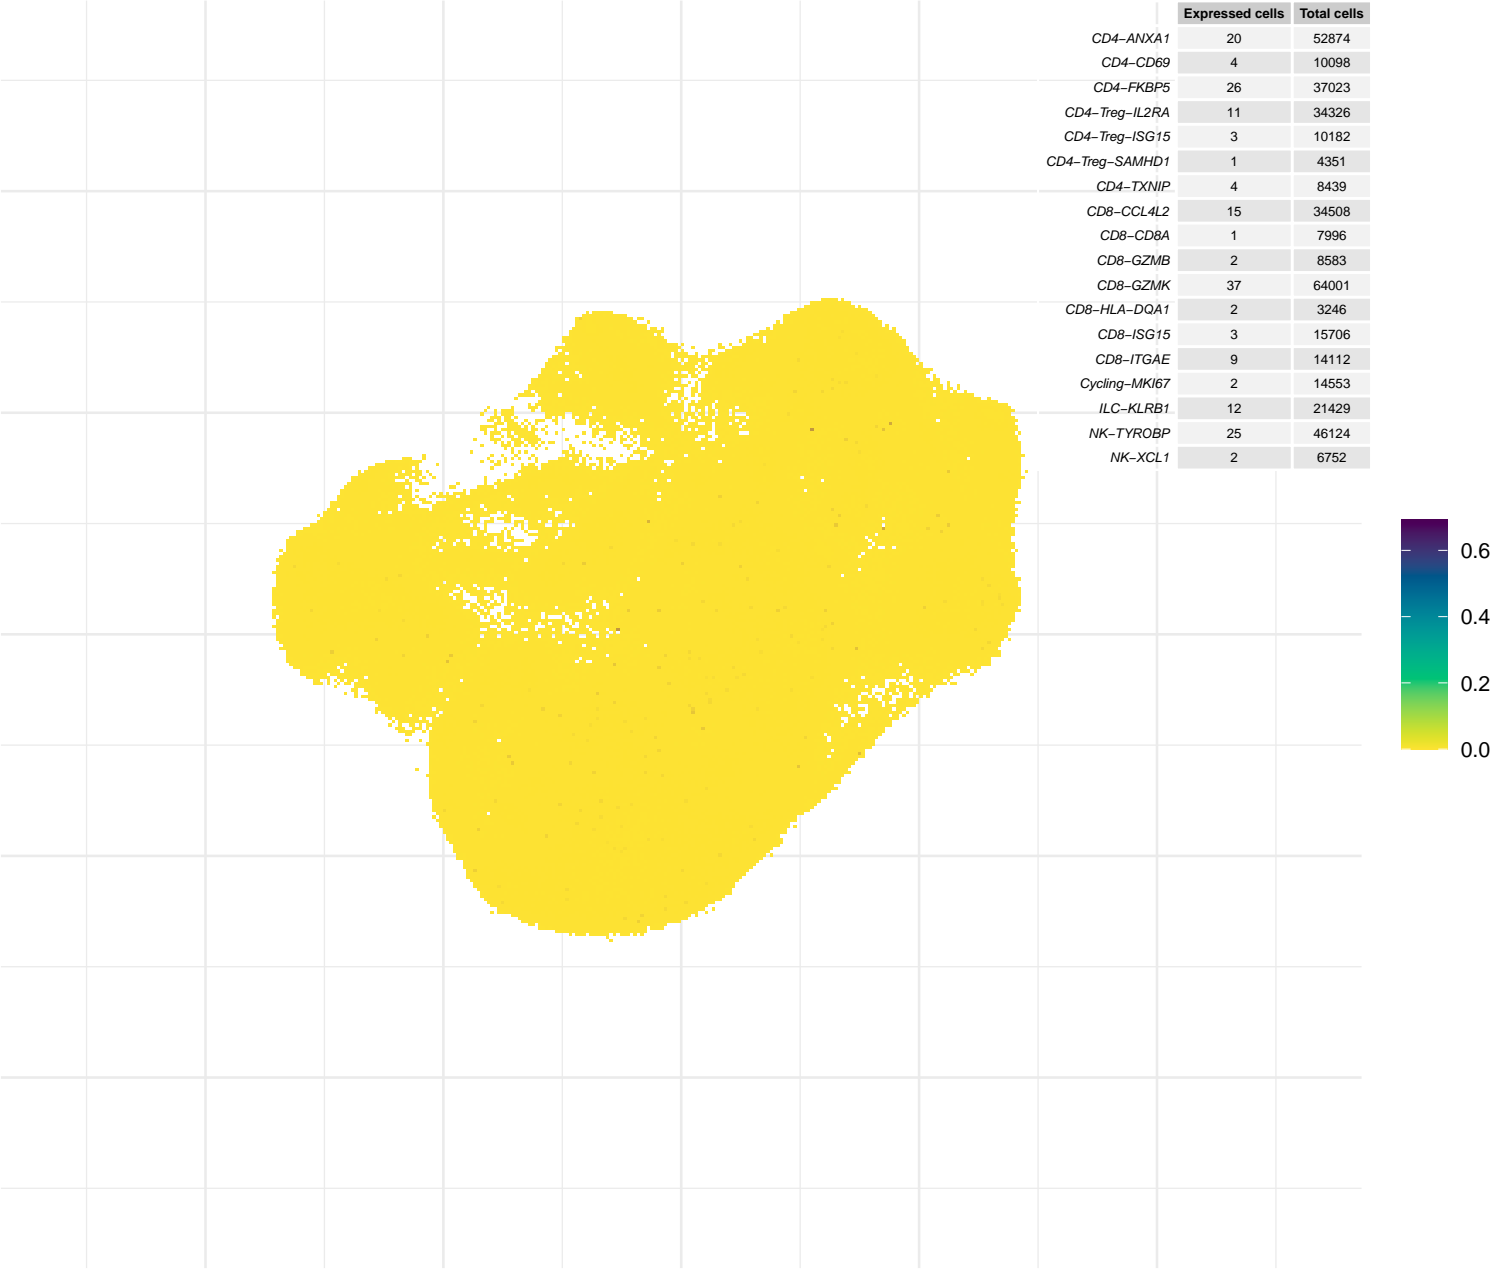 Expressed cells Total cells
CD4−ANXA1 20 52874
CD4−CD69 4 10098
CD4−FKBP5 26 37023
CD4−Treg−IL2RA 11 34326
CD4−Treg−ISG15 3 10182
CD4−Treg−SAMHD1 1 4351
CD4−TXNIP 4 8439
CD8−CCL4L2 15 34508
CD8−CD8A 1 7996
CD8−GZMB 2 8583
CD8−GZMK 37 64001
CD8−HLA−DQA1 2 3246
CD8−ISG15 3 15706
CD8−ITGAE 9 14112
Cycling−MKI67 2 14553
ILC−KLRB1 12 21429
NK−TYROBP 25 46124
NK−XCL1 2 6752
0.6
0.4
0.2
0.0